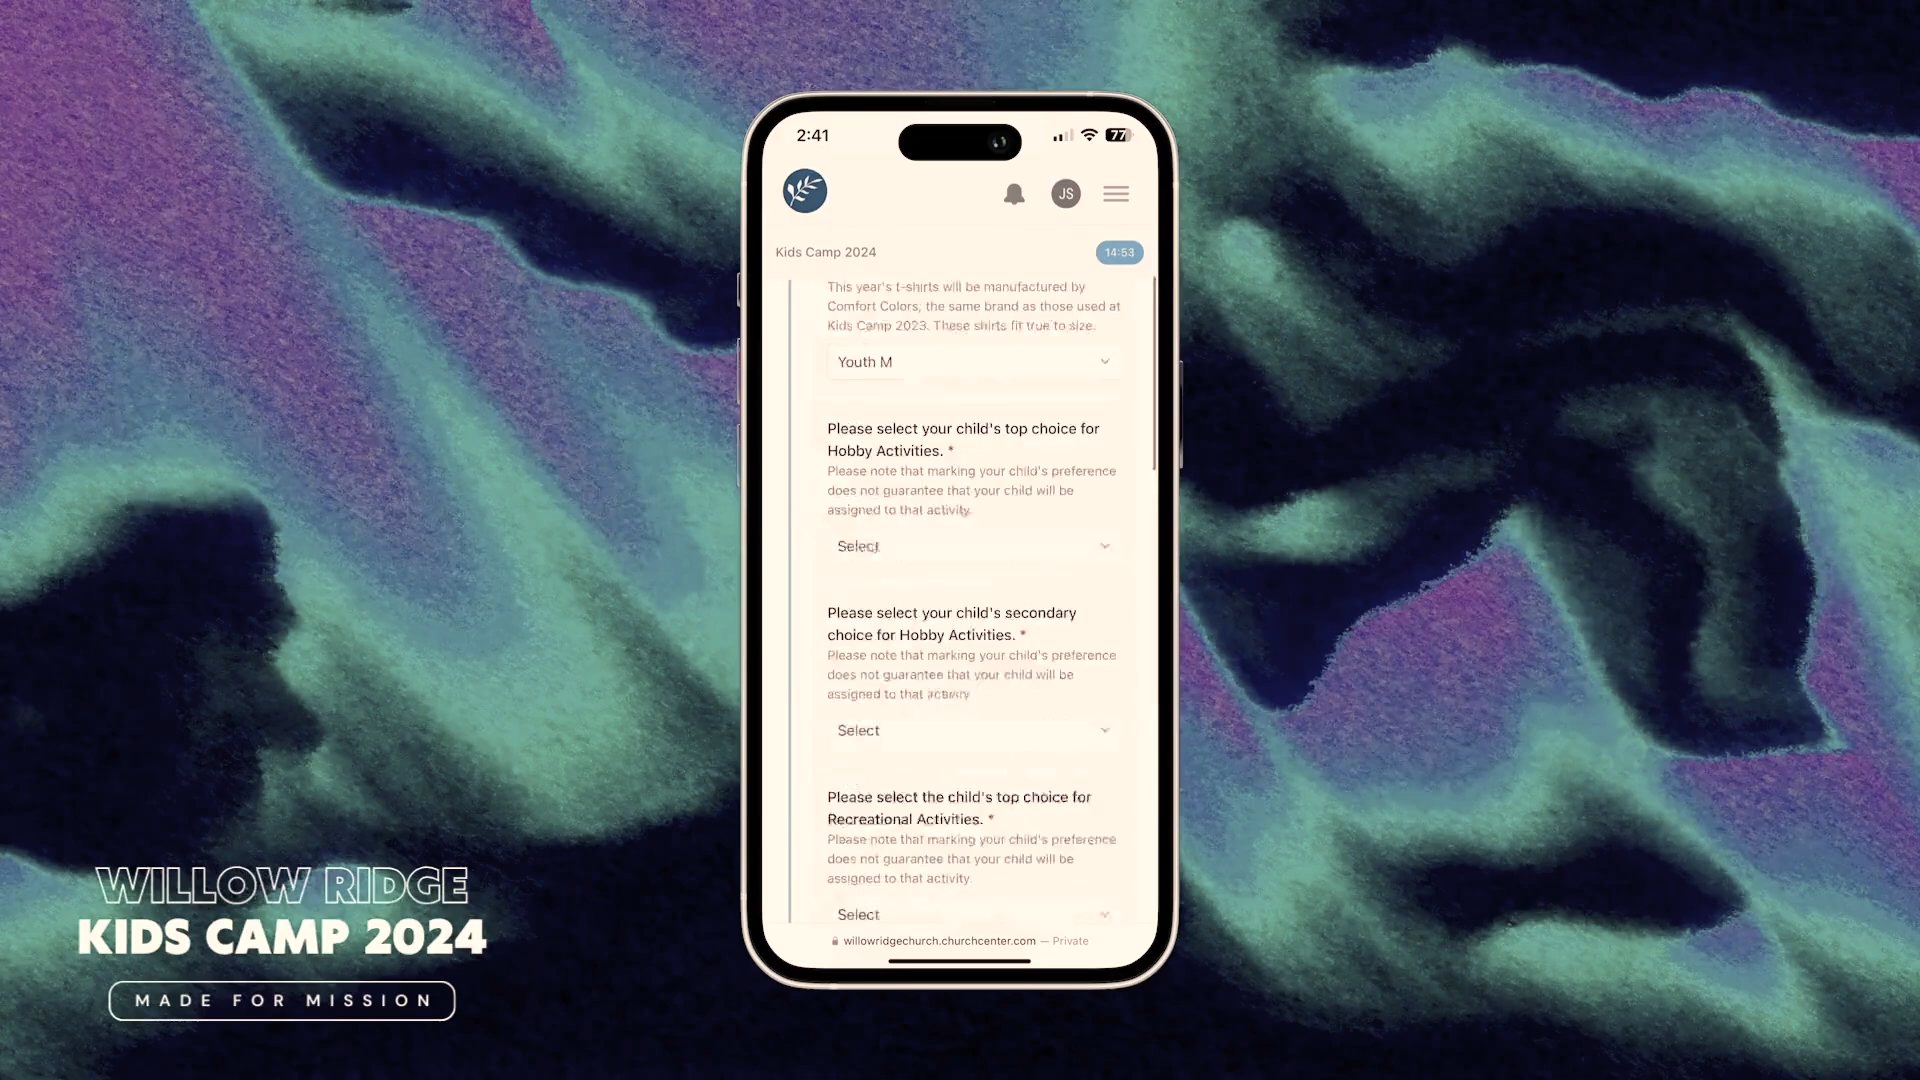 2:41
77
JS
Kids Camp 2024
14:53
This year's t-shirts will be manufactured by
Comfort Colors, the same brand as those used at
Kids Camp 2023. These shirts fit true to size.
Youth M
Please select your child's top choice for
Hobby Activities. *
Please note that marking your child's preference
does not guarantee that your child will be
assigned to that activity.
Select
Please select your child's secondary
choice for Hobby Activities. *
Please note that marking your child's preference
does not guarantee that your child will be
assigned to that activity
Select
Please select the child's top choice for
Recreational Activities. *
Please note that marking your child's preference
does not guarantee that your child will be
assigned to that activity.
Select
willowridgechurch.churchcenter.com — Private
WILLOW RIDGE
KIDS CAMP 2024
MADE FOR MISSION